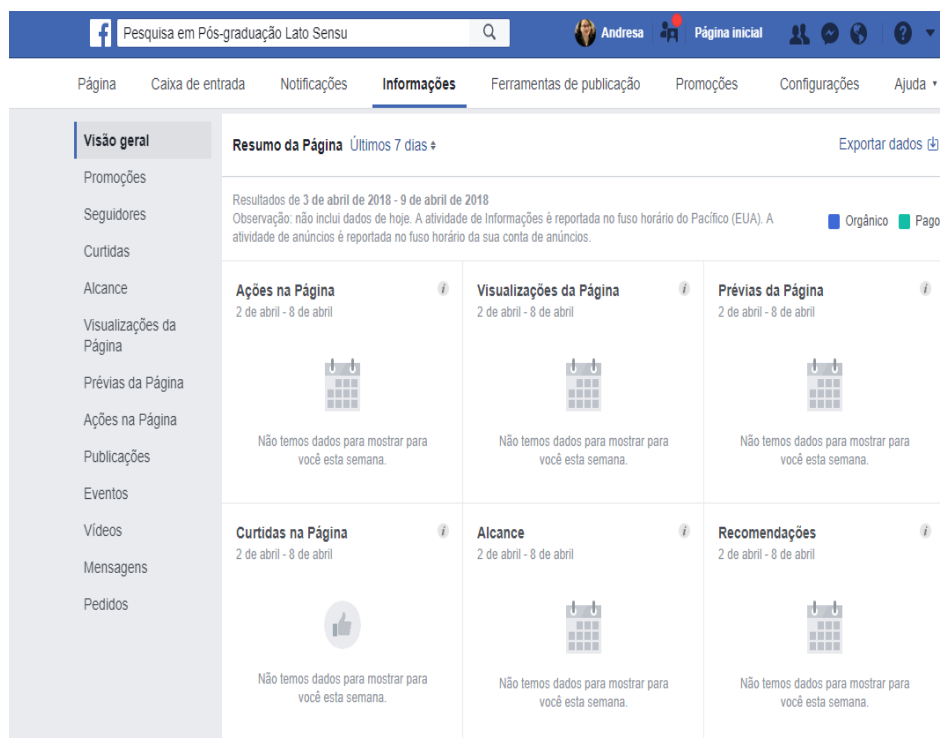 f Pesquisa em Pós-graduação Lato Sensu Andresa Página inicial ?
Página Caixa de entrada Notificações Informações Ferramentas de publicação Promoções Configurações Ajuda
Visão geral
Promoções
Seguidores
Curtidas
Alcance
Visualizações da
Página
Prévias da Página
Ações na Página
Publicações
Eventos
Vídeos
Mensagens
Pedidos
Resumo da Página Últimos 7 dias Exportar dados
Resultados de 3 de abril de 2018 - 9 de abril de 2018
Observação: não inclui dados de hoje. A atividade de Informações é reportada no fuso horário do Pacífico (EUA). A
atividade de anúncios é reportada no fuso horário da sua conta de anúncios.
Orgânico Pago
Ações na Página i
2 de abril - 8 de abril
Não temos dados para mostrar para
você esta semana.
Visualizações da Página i
2 de abril - 8 de abril
Não temos dados para mostrar para
você esta semana.
Prévias da Página i
2 de abril - 8 de abril
Não temos dados para mostrar para
você esta semana.
Curtidas na Página i
2 de abril - 8 de abril
Não temos dados para mostrar para
você esta semana.
Alcance i
2 de abril - 8 de abril
Não temos dados para mostrar para
você esta semana.
Recomendações i
2 de abril - 8 de abril
Não temos dados para mostrar para
você esta semana.